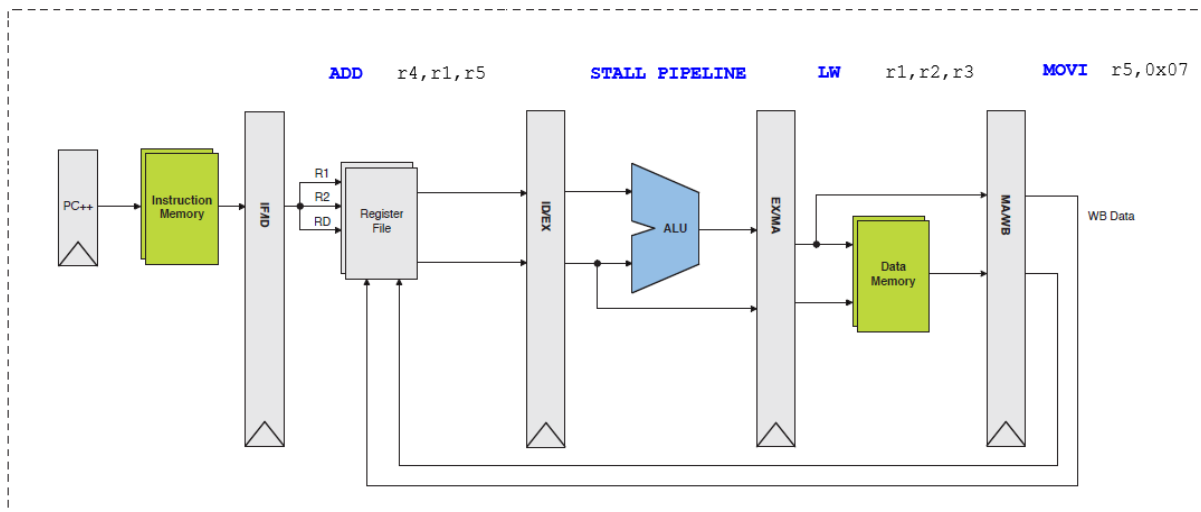 ADD r4,r1,r5 STALL PIPELINE LW r1,r2,r3 MOVI r5,0x07
PC++
Instruction
Memory
IF/ID
R1
R2
RD
Register
File
ID/EX
ALU
EX/MA
Data
Memory
MA/WB
WB Data